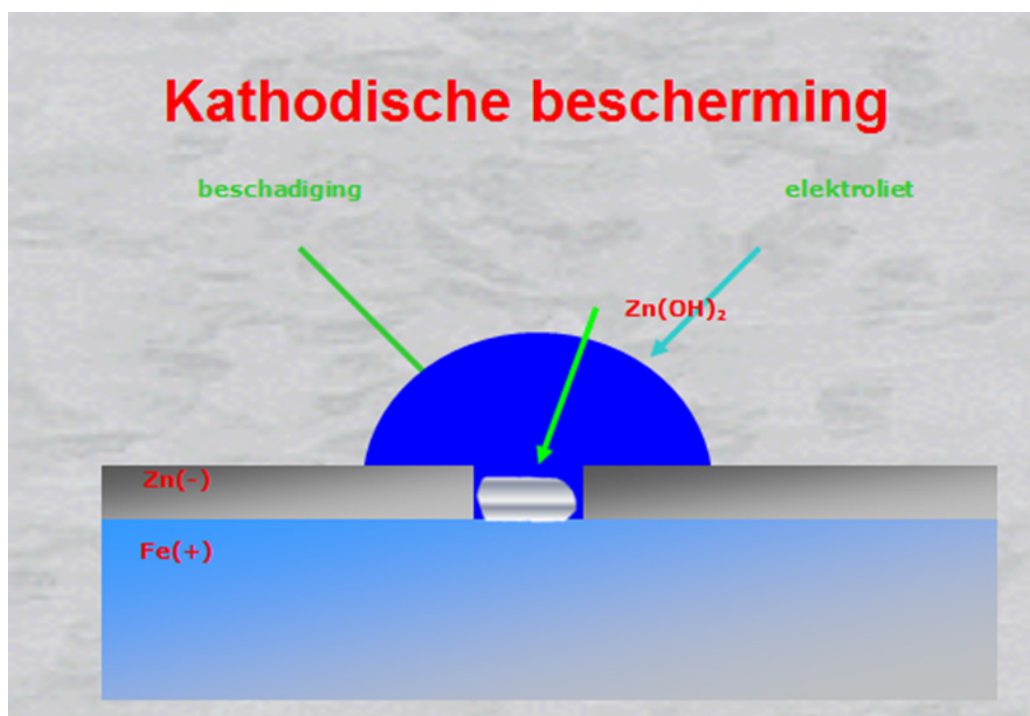 Kathodische bescherming
beschadiging
elektroliet
Zn(OH)₂
Zn(-)
Fe(+)